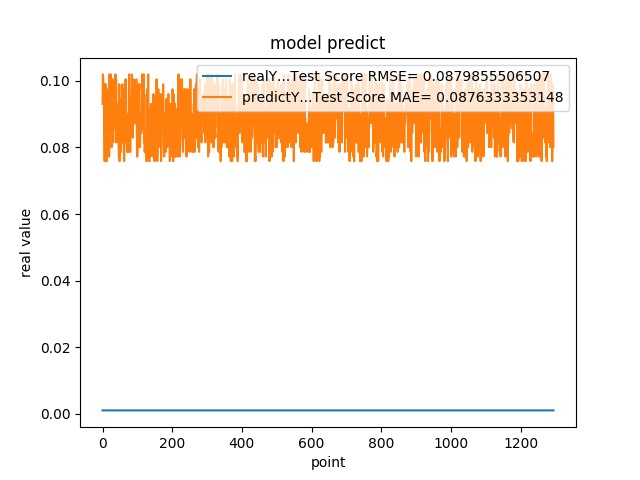 model predict
realY...Test Score RMSE= 0.0879855506507
predictY...Test Score MAE= 0.0876333353148
0.10
0.08
0.06
0.04
0.02
0.00
real value
0 200 400 600 800 1000 1200
point